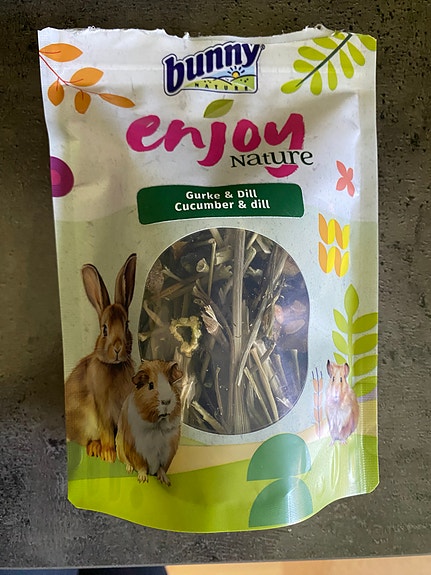 bunny
NATURE
enjoy
Nature
Gurke & Dill
Cucumber & dill